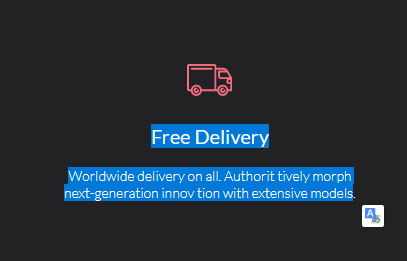 Free Delivery
Worldwide delivery on all. Authorit tively morph
next-generation innov tion with extensive models.